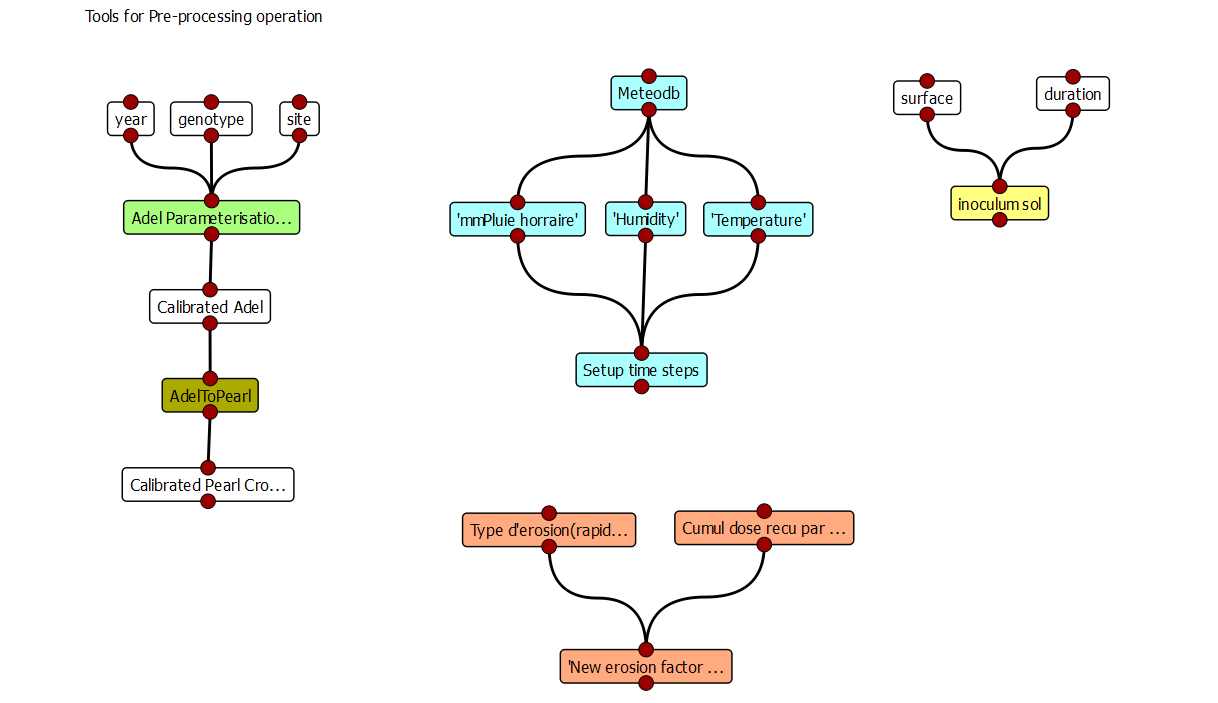 Tools for Pre-processing operation
year
genotype
site
Adel Parameterisatio...
Calibrated Adel
AdelToPearl
Calibrated Pearl Cro...
Meteodb
'mmPluie horraire'
'Humidity'
'Temperature'
Setup time steps
surface
duration
inoculum sol
Type d'erosion(rapid...
Cumul dose recu par ...
'New erosion factor ...